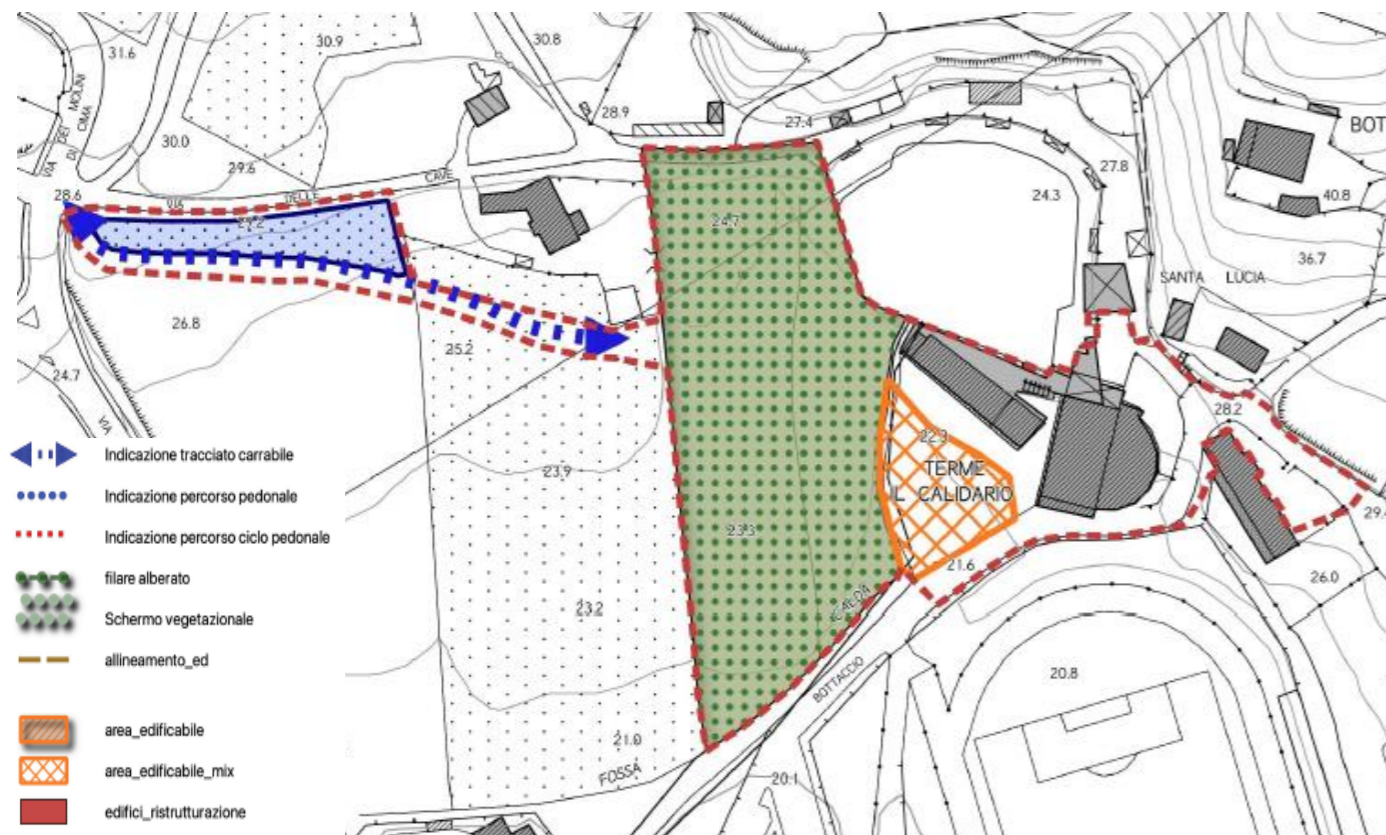 31.6
30.9
30.8
VIA DEI MOLINI
DI CIMA
28.9
27.4
BOT
30.0
29.6
27.8
CAVE
24.3
28.6
VIA
DELLE
40.8
27.2
24.7
36.7
SANTA LUCIA
26.8
25.2
24.7
VIA
28.2
22.3
TERME
IL CALIDARIO
23.9
29.4
23.3
21.6
26.0
CALDA
23.2
20.8
BOTTACCIO
21.0
FOSSA
20.1
Indicazione tracciato carrabile
Indicazione percorso pedonale
Indicazione percorso ciclo pedonale
filare alberato
Schermo vegetazionale
allineamento_ed
area_edificabile
area_edificabile_mix
edifici_ristrutturazione